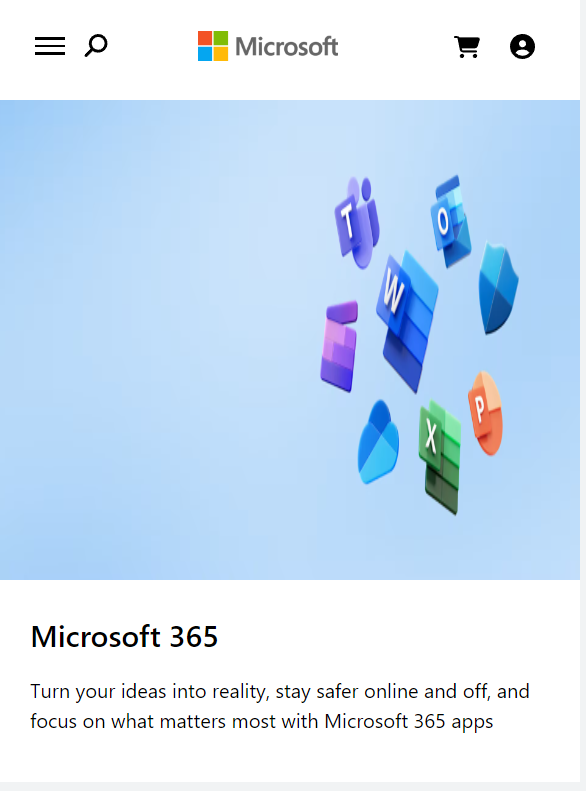 Microsoft
T
O
W
P
X
Microsoft 365
Turn your ideas into reality, stay safer online and off, and
focus on what matters most with Microsoft 365 apps